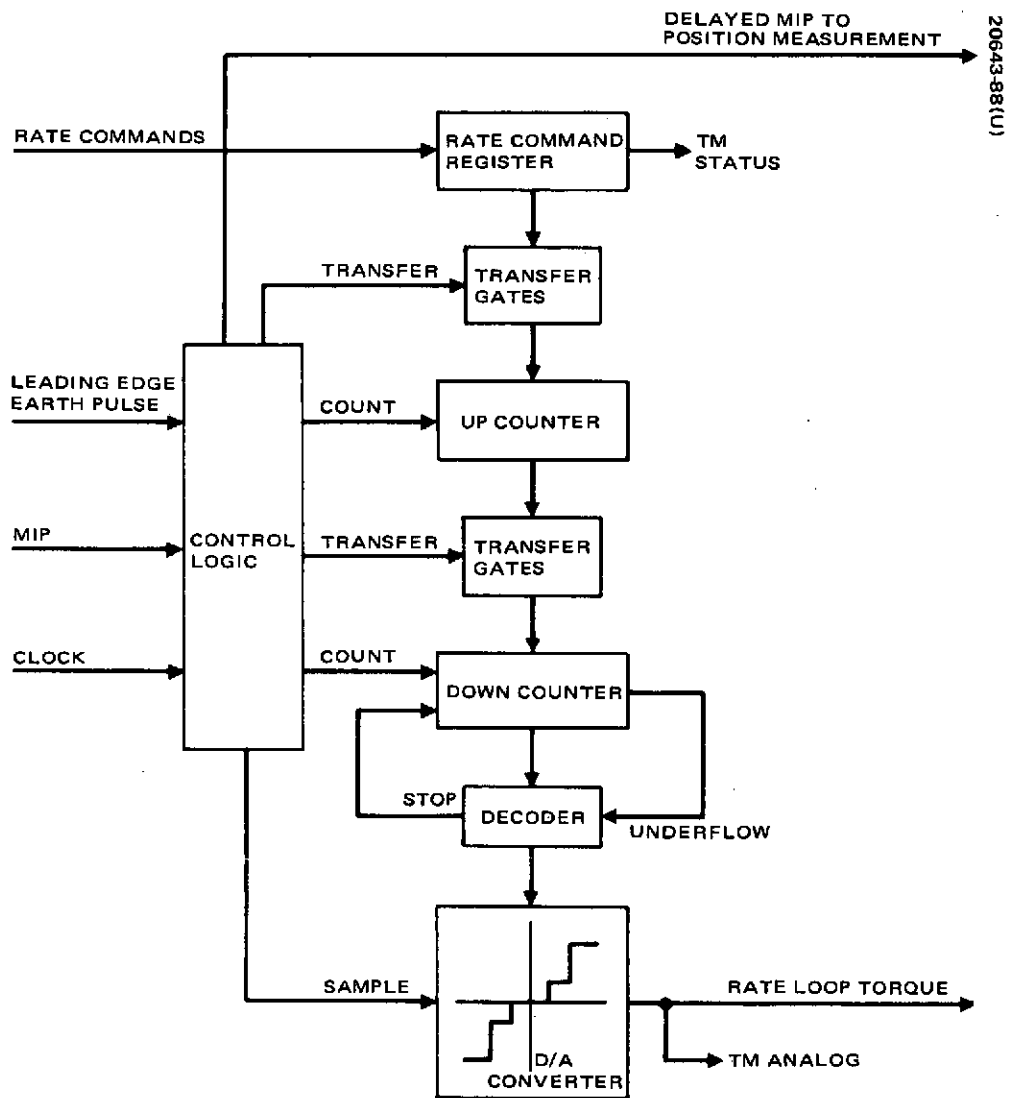 DELAYED MIP TO
POSITION MEASUREMENT
20643-88(U)
RATE COMMANDS
RATE COMMAND
REGISTER
TM
STATUS
TRANSFER
TRANSFER
GATES
LEADING EDGE
EARTH PULSE
COUNT
UP COUNTER
MIP
CONTROL
LOGIC
TRANSFER
TRANSFER
GATES
CLOCK
COUNT
DOWN COUNTER
STOP
DECODER
UNDERFLOW
SAMPLE
D/A
CONVERTER
RATE LOOP TORQUE
TM ANALOG